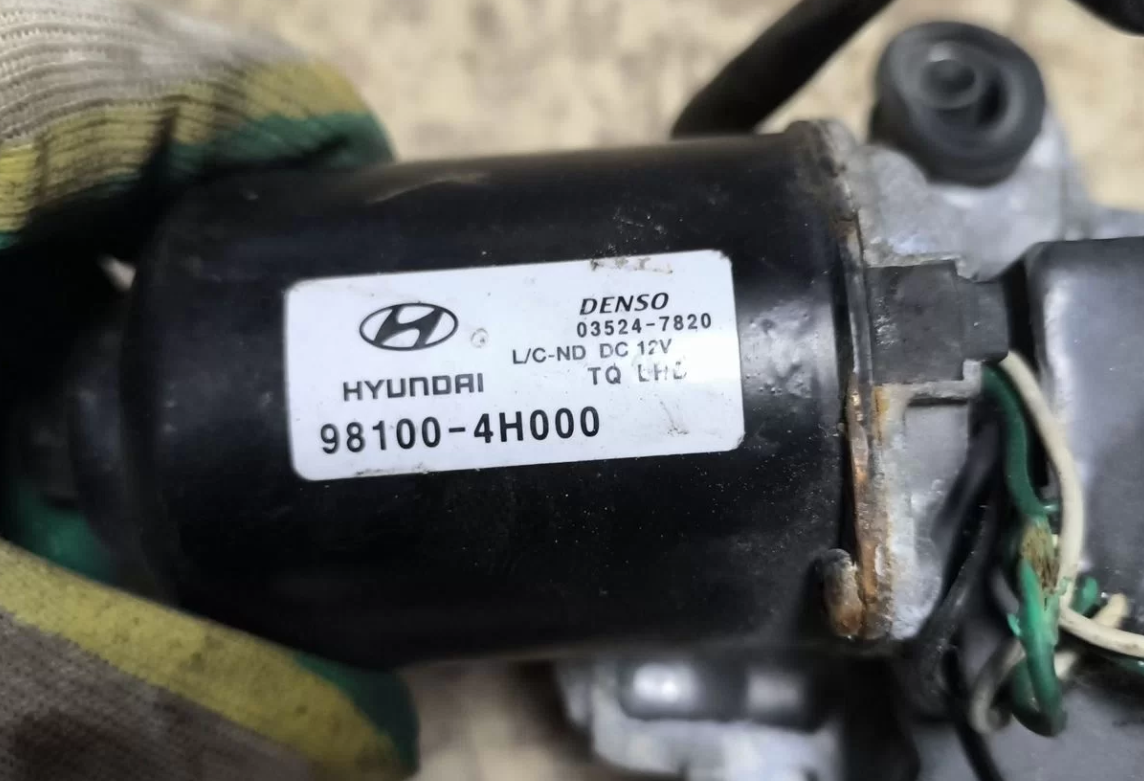 DENSO
03524-7820
L/C-ND DC 12V
HYUNDAI
TQ LHD
98100-4H000